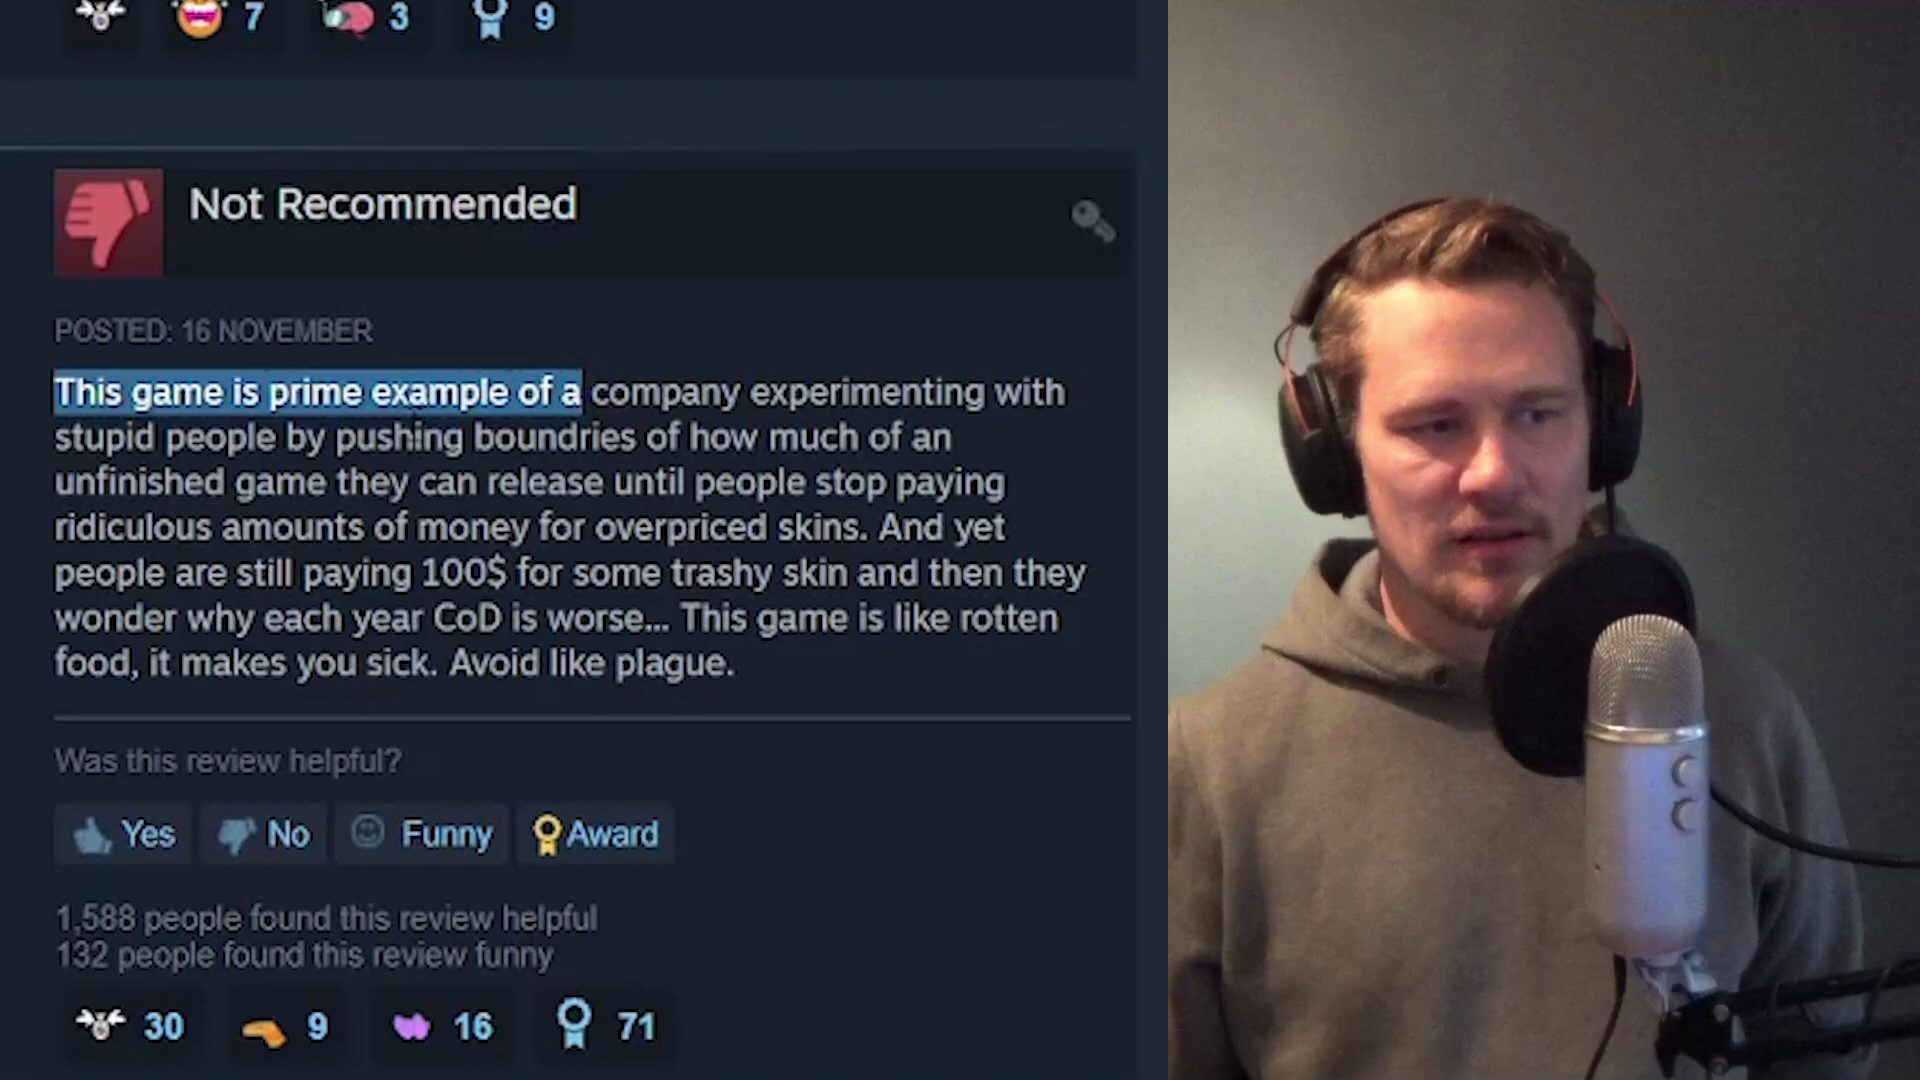 7 3 9
Not Recommended
POSTED: 16 NOVEMBER
This game is prime example of a company experimenting with
stupid people by pushing boundries of how much of an
unfinished game they can release until people stop paying
ridiculous amounts of money for overpriced skins. And yet
people are still paying 100$ for some trashy skin and then they
wonder why each year CoD is worse... This game is like rotten
food, it makes you sick. Avoid like plague.
Was this review helpful?
Yes No Funny Award
1,588 people found this review helpful
132 people found this review funny
30 9 16 71